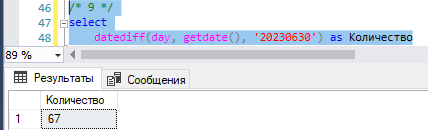 46 /* 9 */
47 select
48 datediff(day, getdate(), '20230630') as Количество
89 %
Результаты Сообщения
Количество
1 67